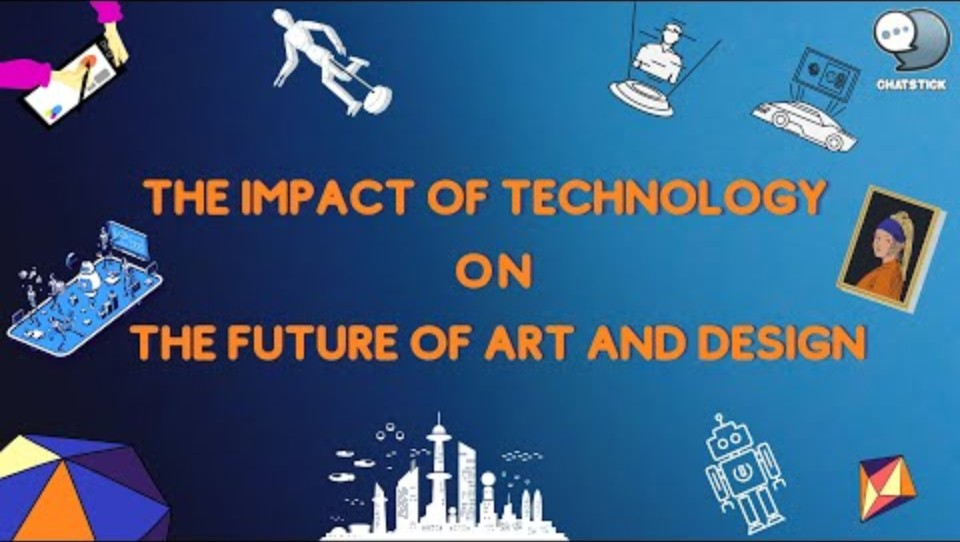 CHATSTICK
THE IMPACT OF TECHNOLOGY
ON
THE FUTURE OF ART AND DESIGN